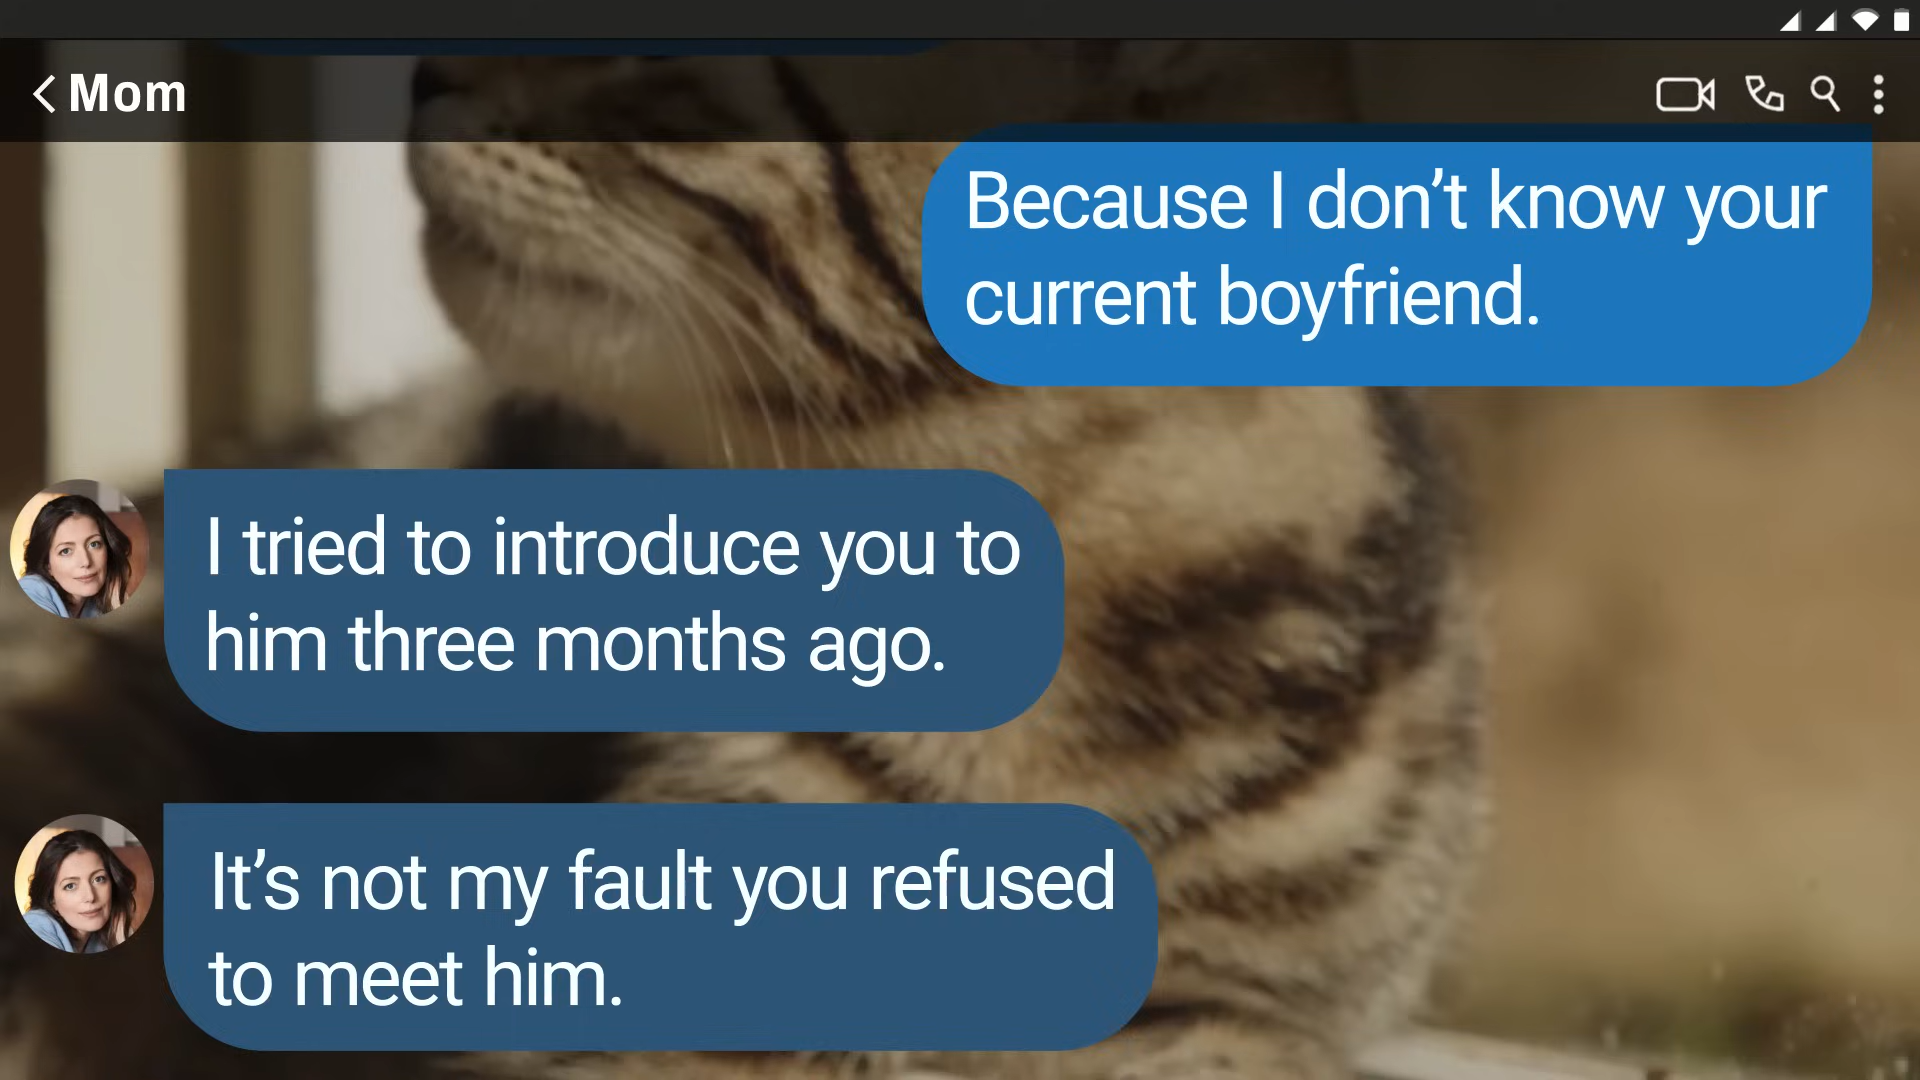 Mom
Because I don’t know your
current boyfriend.
I tried to introduce you to
him three months ago.
It’s not my fault you refused
to meet him.